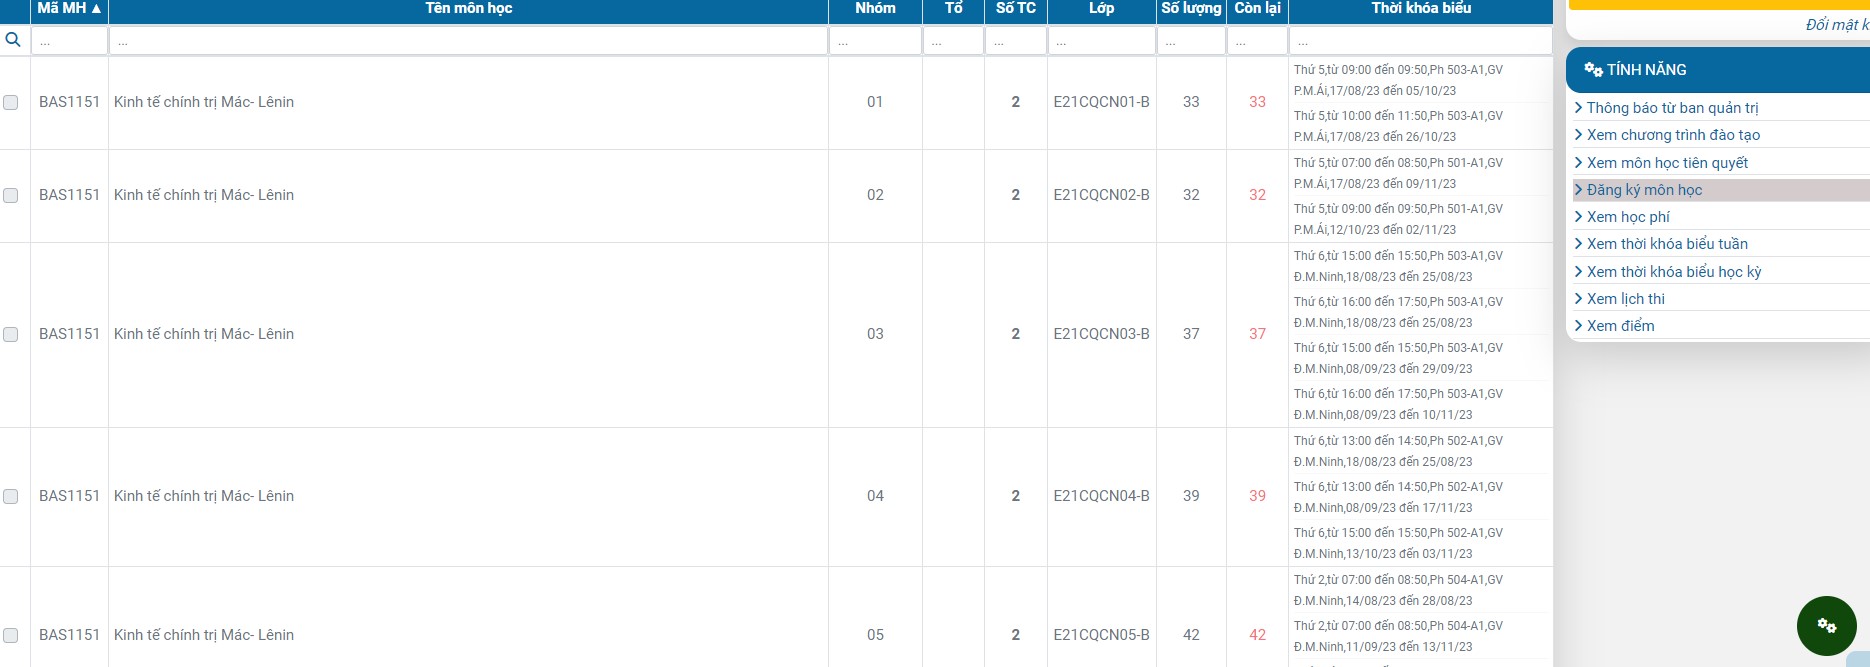 Mã MH ▲ Tên môn học Nhóm Tổ Số TC Lớp Số lượng Còn lại Thời khóa biểu
... ... ... ... ... ... ... ... ...
BAS1151 Kinh tế chính trị Mác- Lênin 01 2 E21CQCN01-B 33 33
Thứ 5,từ 09:00 đến 09:50,Ph 503-A1,GV
P.M.Ái,17/08/23 đến 05/10/23
Thứ 5,từ 10:00 đến 11:50,Ph 503-A1,GV
P.M.Ái,17/08/23 đến 26/10/23
BAS1151 Kinh tế chính trị Mác- Lênin 02 2 E21CQCN02-B 32 32
Thứ 5,từ 07:00 đến 08:50,Ph 501-A1,GV
P.M.Ái,17/08/23 đến 09/11/23
Thứ 5,từ 09:00 đến 09:50,Ph 501-A1,GV
P.M.Ái,12/10/23 đến 02/11/23
BAS1151 Kinh tế chính trị Mác- Lênin 03 2 E21CQCN03-B 37 37
Thứ 6,từ 15:00 đến 15:50,Ph 503-A1,GV
Đ.M.Ninh,18/08/23 đến 25/08/23
Thứ 6,từ 16:00 đến 17:50,Ph 503-A1,GV
Đ.M.Ninh,18/08/23 đến 25/08/23
Thứ 6,từ 15:00 đến 15:50,Ph 503-A1,GV
Đ.M.Ninh,08/09/23 đến 29/09/23
Thứ 6,từ 16:00 đến 17:50,Ph 503-A1,GV
Đ.M.Ninh,08/09/23 đến 10/11/23
BAS1151 Kinh tế chính trị Mác- Lênin 04 2 E21CQCN04-B 39 39
Thứ 6,từ 13:00 đến 14:50,Ph 502-A1,GV
Đ.M.Ninh,18/08/23 đến 25/08/23
Thứ 6,từ 13:00 đến 14:50,Ph 502-A1,GV
Đ.M.Ninh,08/09/23 đến 17/11/23
Thứ 6,từ 15:00 đến 15:50,Ph 502-A1,GV
Đ.M.Ninh,13/10/23 đến 03/11/23
BAS1151 Kinh tế chính trị Mác- Lênin 05 2 E21CQCN05-B 42 42
Thứ 2,từ 07:00 đến 08:50,Ph 504-A1,GV
Đ.M.Ninh,14/08/23 đến 28/08/23
Thứ 2,từ 07:00 đến 08:50,Ph 504-A1,GV
Đ.M.Ninh,11/09/23 đến 13/11/23
Đổi mật k
TÍNH NĂNG
Thông báo từ ban quản trị
Xem chương trình đào tạo
Xem môn học tiên quyết
Đăng ký môn học
Xem học phí
Xem thời khóa biểu tuần
Xem thời khóa biểu học kỳ
Xem lịch thi
Xem điểm